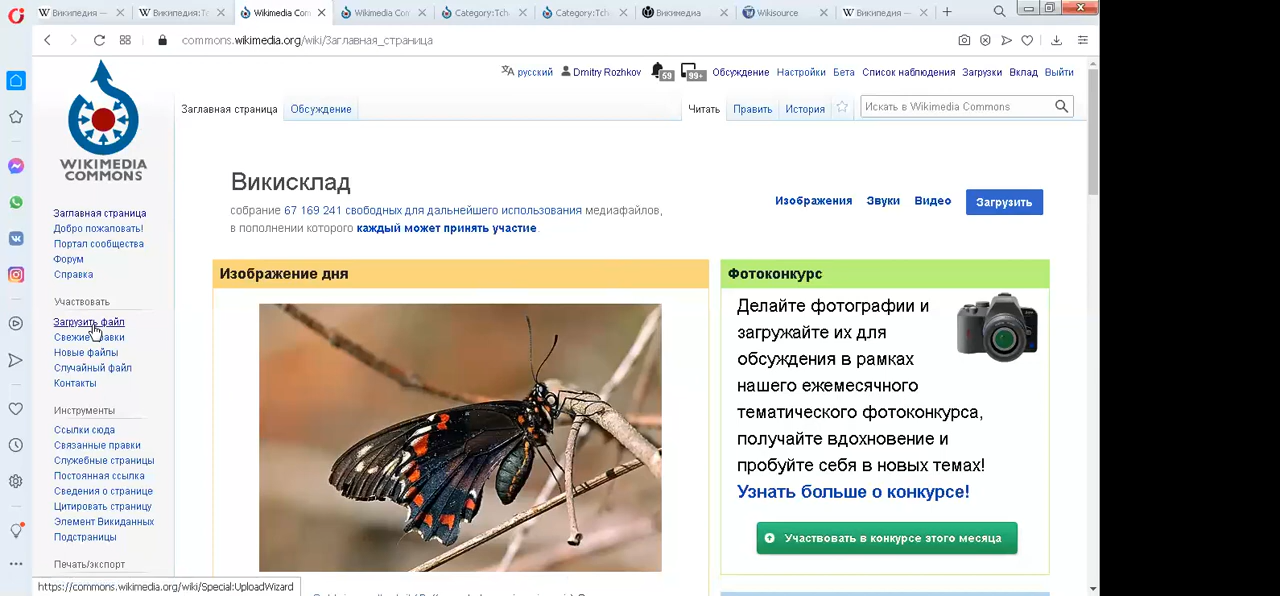 Википедия —
Википедия: Т
Wikimedia Com
Wikimedia Com
Category:Tch
Category:Tch
Викимедиа
Wikisource
Википедия —
commons.wikimedia.org/wiki/Заглавная_страница
русский
Dmitry Rozhkov
59
99+
Обсуждение
Настройки
Бета
Список наблюдения
Загрузки
Вклад
Выйти
Заглавная страница
Обсуждение
Читать
Править
История
Искать в Wikimedia Commons
WIKIMEDIA
COMMONS
Заглавная страница
Добро пожаловать!
Портал сообщества
Форум
Справка
Участвовать
Загрузить файл
Свежие правки
Новые файлы
Случайный файл
Контакты
Инструменты
Ссылки сюда
Связанные правки
Служебные страницы
Постоянная ссылка
Сведения о странице
Цитировать страницу
Элемент Викиданных
Подстраницы
Печать/экспорт
https://commons.wikimedia.org/wiki/Special:UploadWizard
Викисклад
собрание 67 169 241 свободных для дальнейшего использования медиафайлов,
в пополнении которого каждый может принять участие.
Изображения
Звуки
Видео
Загрузить
Изображение дня
Фотоконкурс
Делайте фотографии и
загружайте их для
обсуждения в рамках
нашего ежемесячного
тематического фотоконкурса,
получайте вдохновение и
пробуйте себя в новых темах!
Узнать больше о конкурсе!
Участвовать в конкурсе этого месяца